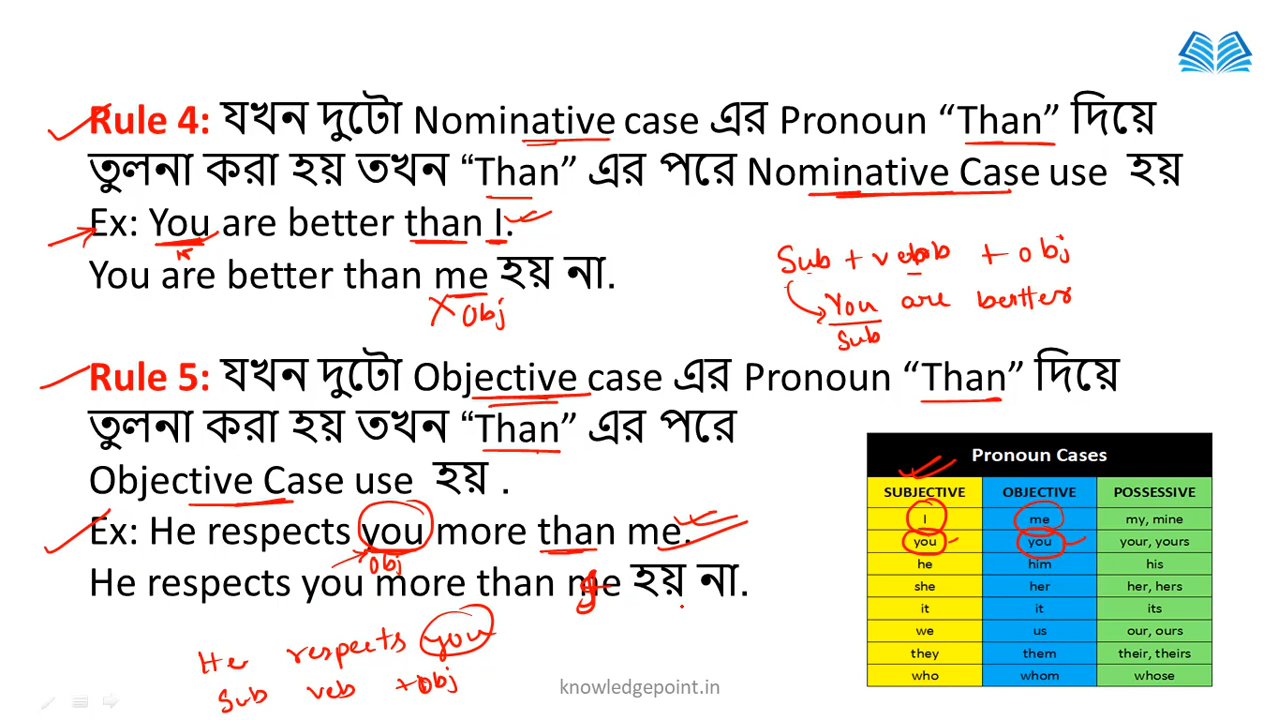 Rule 4: যখন দুটো Nominative case এর Pronoun “Than” দিয়ে
তুলনা করা হয় তখন “Than” এর পরে Nominative Case use হয়
Ex: You are better than I.
You are better than me হয় না.
Obj
Sub + verb + obj
You are better
Sub
Rule 5: যখন দুটো Objective case এর Pronoun “Than” দিয়ে
তুলনা করা হয় তখন “Than” এর পরে
Objective Case use হয় .
Ex: He respects you more than me.
obj
He respects you more than me হয় না.
He respects you
Sub veb + Obj
Pronoun Cases
SUBJECTIVE OBJECTIVE POSSESSIVE
I me my, mine
you you your, yours
he him his
she her her, hers
it it its
we us our, ours
they them their, theirs
who whom whose
knowledgepoint.in